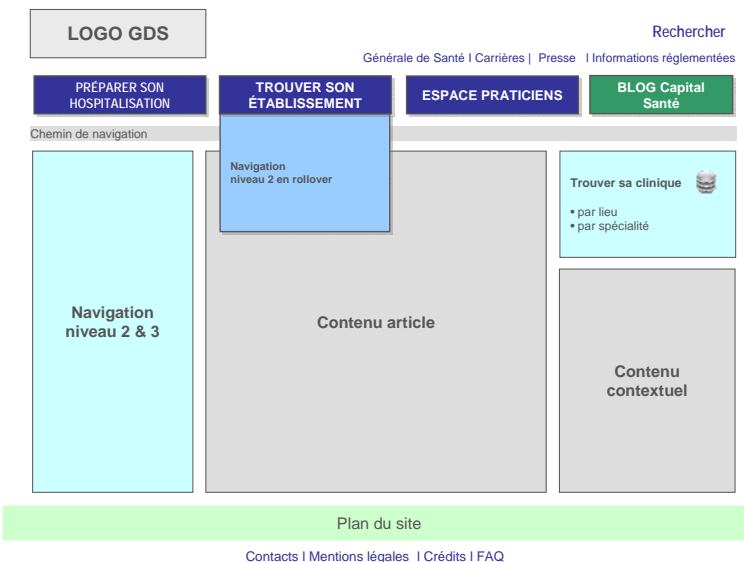 LOGO GDS
Rechercher
Générale de Santé I Carrières | Presse I Informations réglementées
PRÉPARER SON
HOSPITALISATION
TROUVER SON
ÉTABLISSEMENT
ESPACE PRATICIENS
BLOG Capital
Santé
Chemin de navigation
Navigation
niveau 2 en rollover
Trouver sa clinique
• par lieu
• par spécialité
Navigation
niveau 2 & 3
Contenu article
Contenu
contextuel
Plan du site
Contacts I Mentions légales I Crédits I FAQ